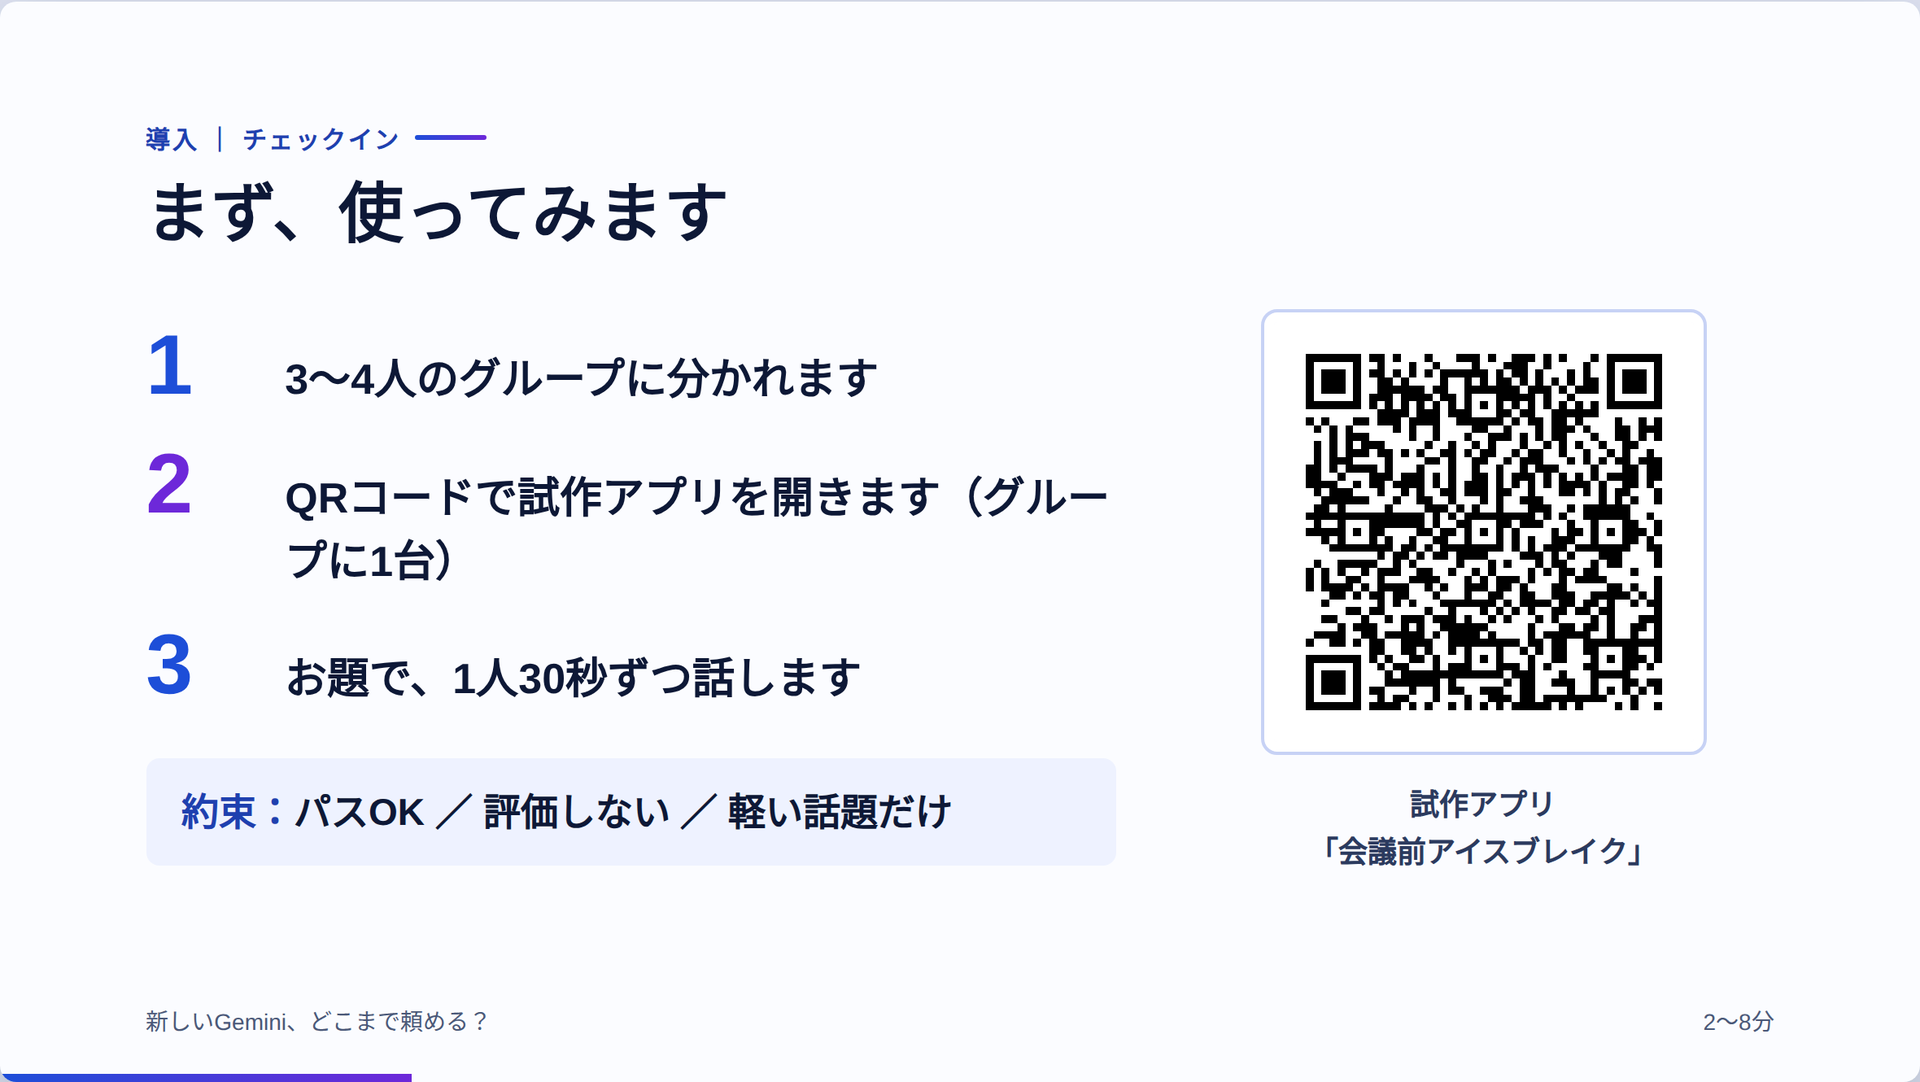 導入 ｜ チェックイン
まず、使ってみます
1 3〜4人のグループに分かれます
2 QRコードで試作アプリを開きます（グルー
プに1台）
3 お題で、1人30秒ずつ話します
約束：パスOK ／ 評価しない ／ 軽い話題だけ
試作アプリ
「会議前アイスブレイク」
新しいGemini、どこまで頼める？
2〜8分